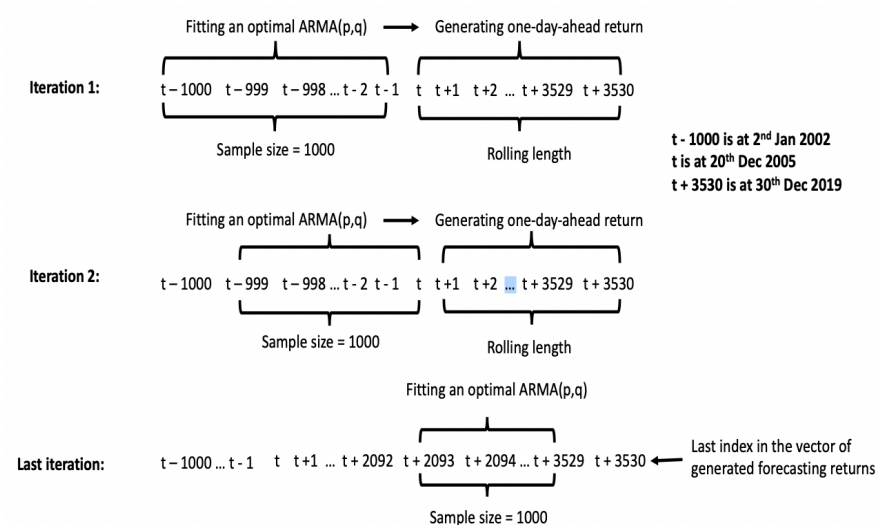 Fitting an optimal ARMA(p,q) Generating one-day-ahead return
Iteration 1: t – 1000 t – 999 t – 998 ... t - 2 t - 1 t t +1 t +2 ... t + 3529 t + 3530
Sample size = 1000 Rolling length
t - 1000 is at 2nd Jan 2002
t is at 20th Dec 2005
t + 3530 is at 30th Dec 2019
Fitting an optimal ARMA(p,q) Generating one-day-ahead return
Iteration 2: t – 1000 t – 999 t – 998 ... t - 2 t - 1 t t +1 t +2 ... t + 3529 t + 3530
Sample size = 1000 Rolling length
Fitting an optimal ARMA(p,q)
Last iteration: t – 1000 ... t - 1 t t +1 ... t + 2092 t + 2093 t + 2094 ... t + 3529 t + 3530
Last index in the vector of
generated forecasting returns
Sample size = 1000